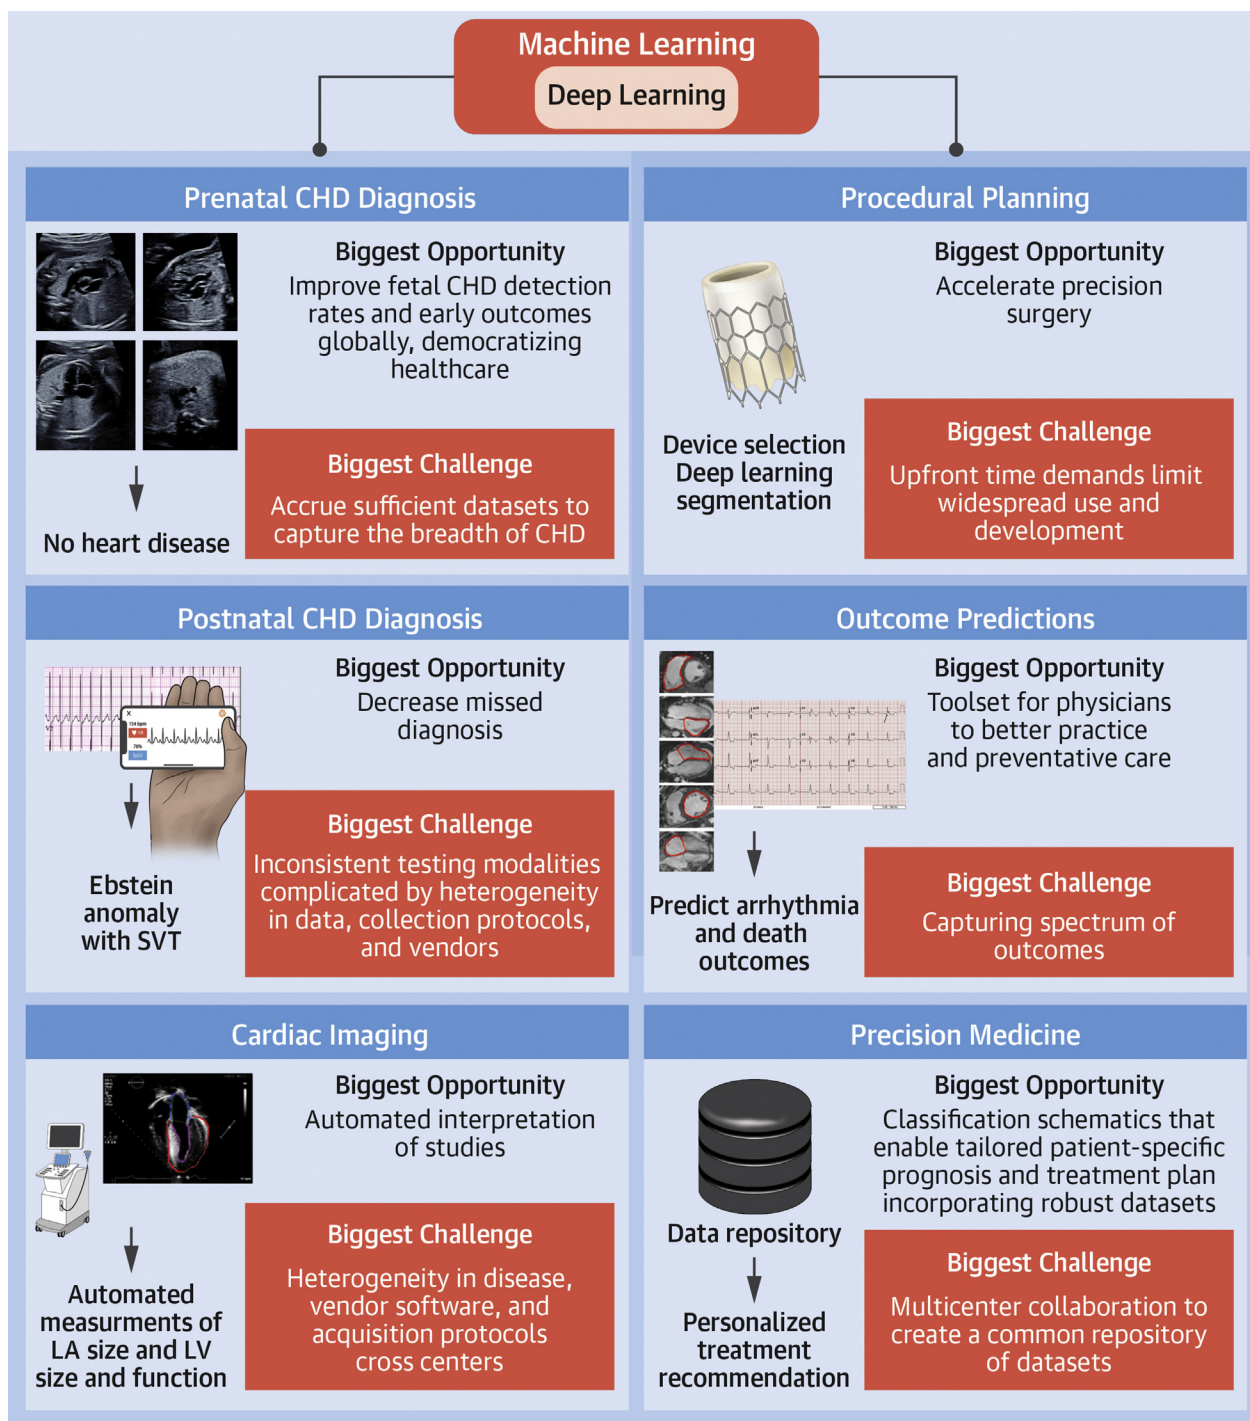 Machine Learning
Deep Learning
Prenatal CHD Diagnosis
Biggest Opportunity
Improve fetal CHD detection
rates and early outcomes
globally, democratizing
healthcare
No heart disease
Biggest Challenge
Accrue sufficient datasets to
capture the breadth of CHD
Procedural Planning
Biggest Opportunity
Accelerate precision
surgery
Device selection
Deep learning
segmentation
Biggest Challenge
Upfront time demands limit
widespread use and
development
Postnatal CHD Diagnosis
Biggest Opportunity
Decrease missed
diagnosis
X
154 bpm
HR
76%
SpO2
Ebstein
anomaly
with SVT
Biggest Challenge
Inconsistent testing modalities
complicated by heterogeneity
in data, collection protocols,
and vendors
Outcome Predictions
Biggest Opportunity
Toolset for physicians
to better practice
and preventative care
Predict arrhythmia
and death
outcomes
Biggest Challenge
Capturing spectrum of
outcomes
Cardiac Imaging
Biggest Opportunity
Automated interpretation
of studies
Automated
measurments of
LA size and LV
size and function
Biggest Challenge
Heterogeneity in disease,
vendor software, and
acquisition protocols
cross centers
Precision Medicine
Biggest Opportunity
Classification schematics that
enable tailored patient-specific
prognosis and treatment plan
incorporating robust datasets
Data repository
Personalized
treatment
recommendation
Biggest Challenge
Multicenter collaboration to
create a common repository
of datasets